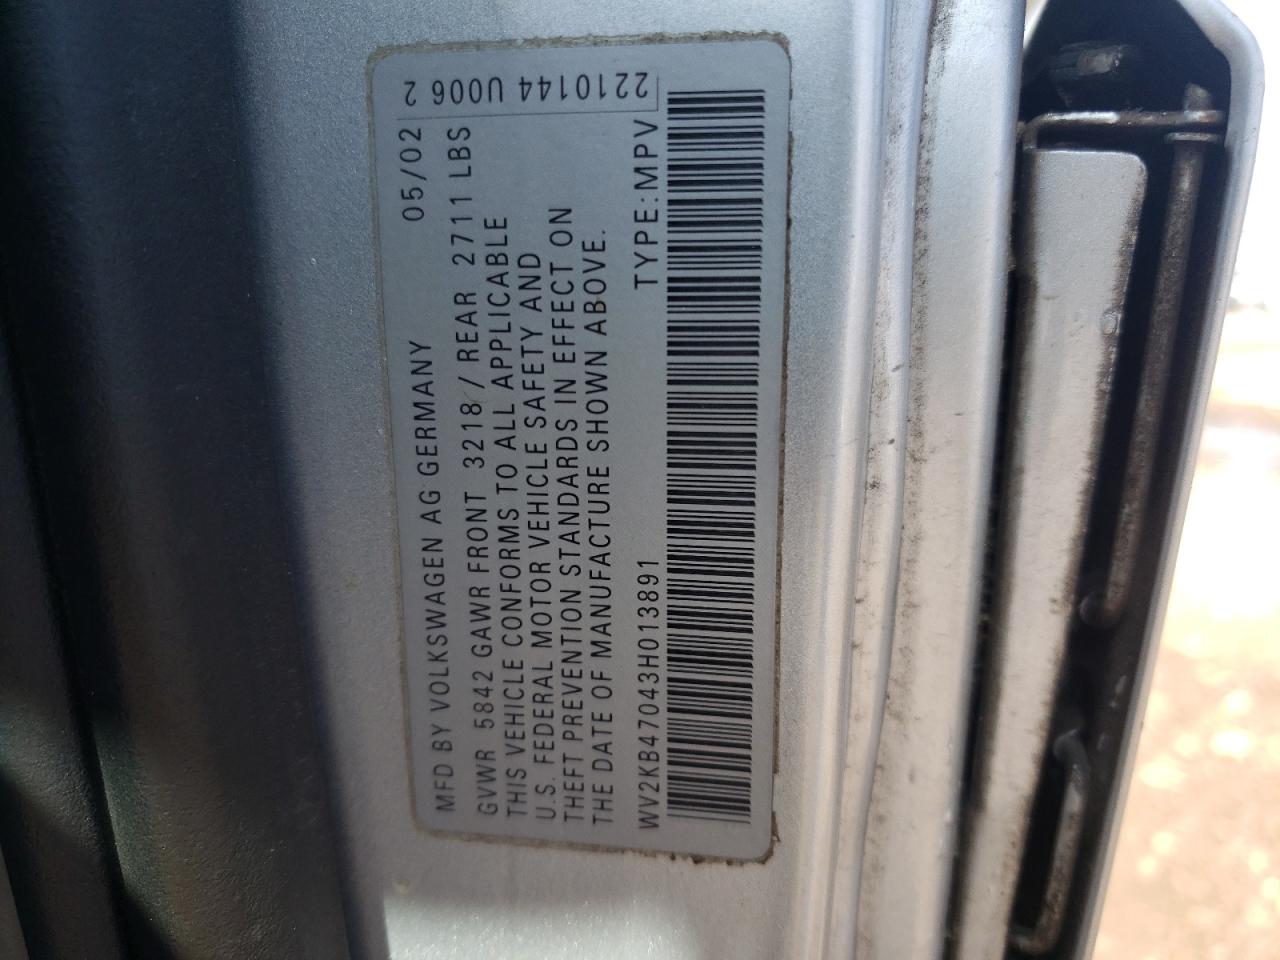 MFD BY VOLKSWAGEN AG GERMANY 05/02
GVWR 5842 GAWR FRONT 3218 / REAR 2711 LBS
THIS VEHICLE CONFORMS TO ALL APPLICABLE
U.S. FEDERAL MOTOR VEHICLE SAFETY AND
THEFT PREVENTION STANDARDS IN EFFECT ON
THE DATE OF MANUFACTURE SHOWN ABOVE.
WV2KB47043H013891 TYPE:MPV
2210144 U006 2